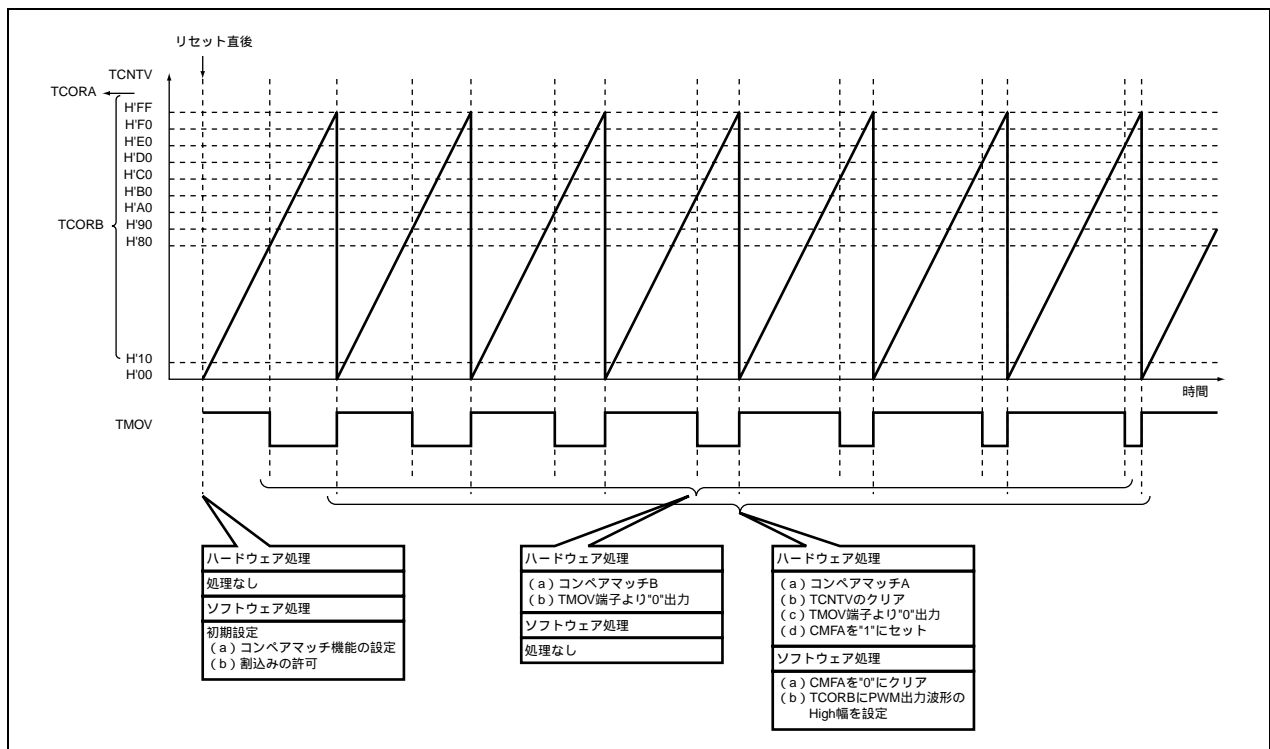 リセット直後
TCNTV
TCORA
H'FF
H'F0
H'E0
H'D0
H'C0
H'B0
H'A0
TCORB
H'90
H'80
H'10
H'00
時間
TMOV
ハードウェア処理
処理なし
ソフトウェア処理
初期設定
(a)コンペアマッチ機能の設定
(b)割込みの許可
ハードウェア処理
(a)コンペアマッチB
(b)TMOV端子より"0"出力
ソフトウェア処理
処理なし
ハードウェア処理
(a)コンペアマッチA
(b)TCNTVのクリア
(c)TMOV端子より"0"出力
(d)CMFAを"1"にセット
ソフトウェア処理
(a)CMFAを"0"にクリア
(b)TCORBにPWM出力波形の
High幅を設定